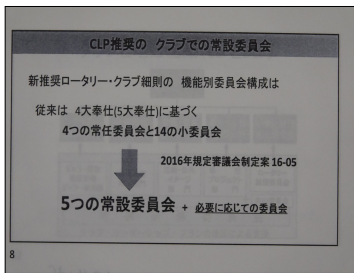 CLP推奨の クラブでの常設委員会
新推奨ロータリー・クラブ細則の 機能別委員会構成は
従来は 4大奉仕(5大奉仕)に基づく
4つの常任委員会と14の小委員会
2016年規定審議会制定案 16-05
5つの常設委員会 + 必要に応じての委員会
8